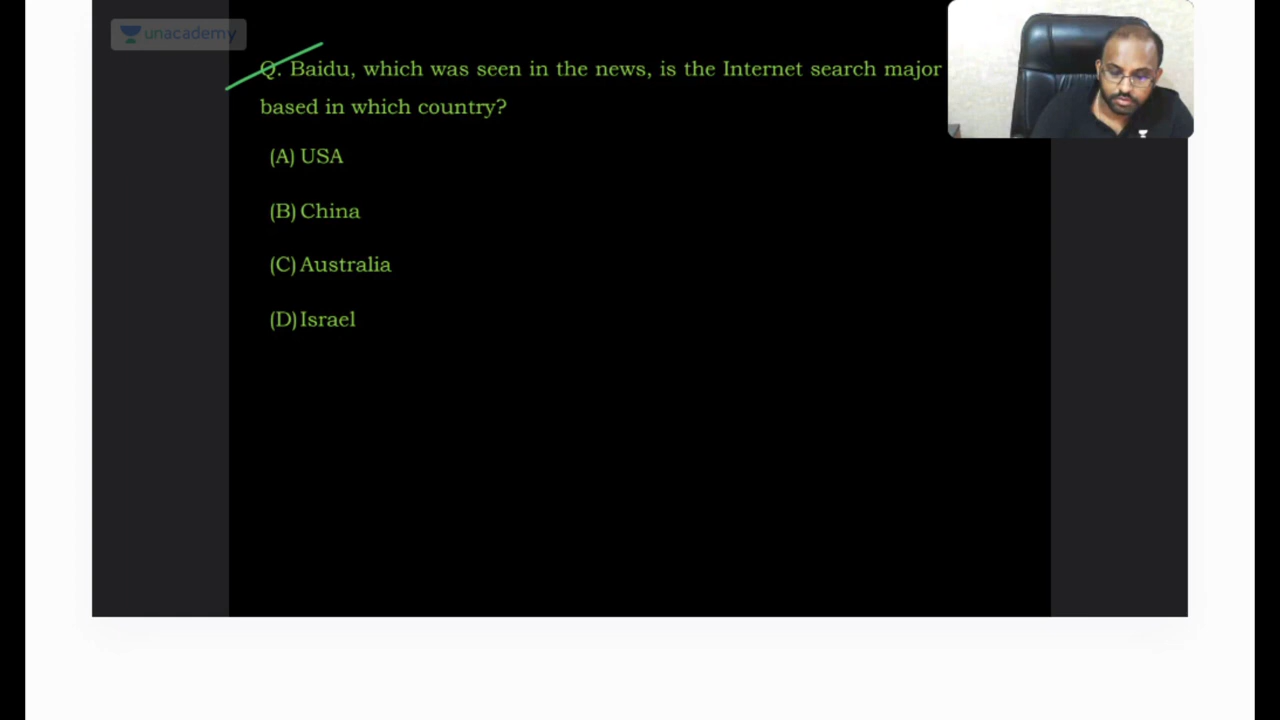 unacademy
Q. Baidu, which was seen in the news, is the Internet search major
based in which country?
(A) USA
(B) China
(C) Australia
(D) Israel